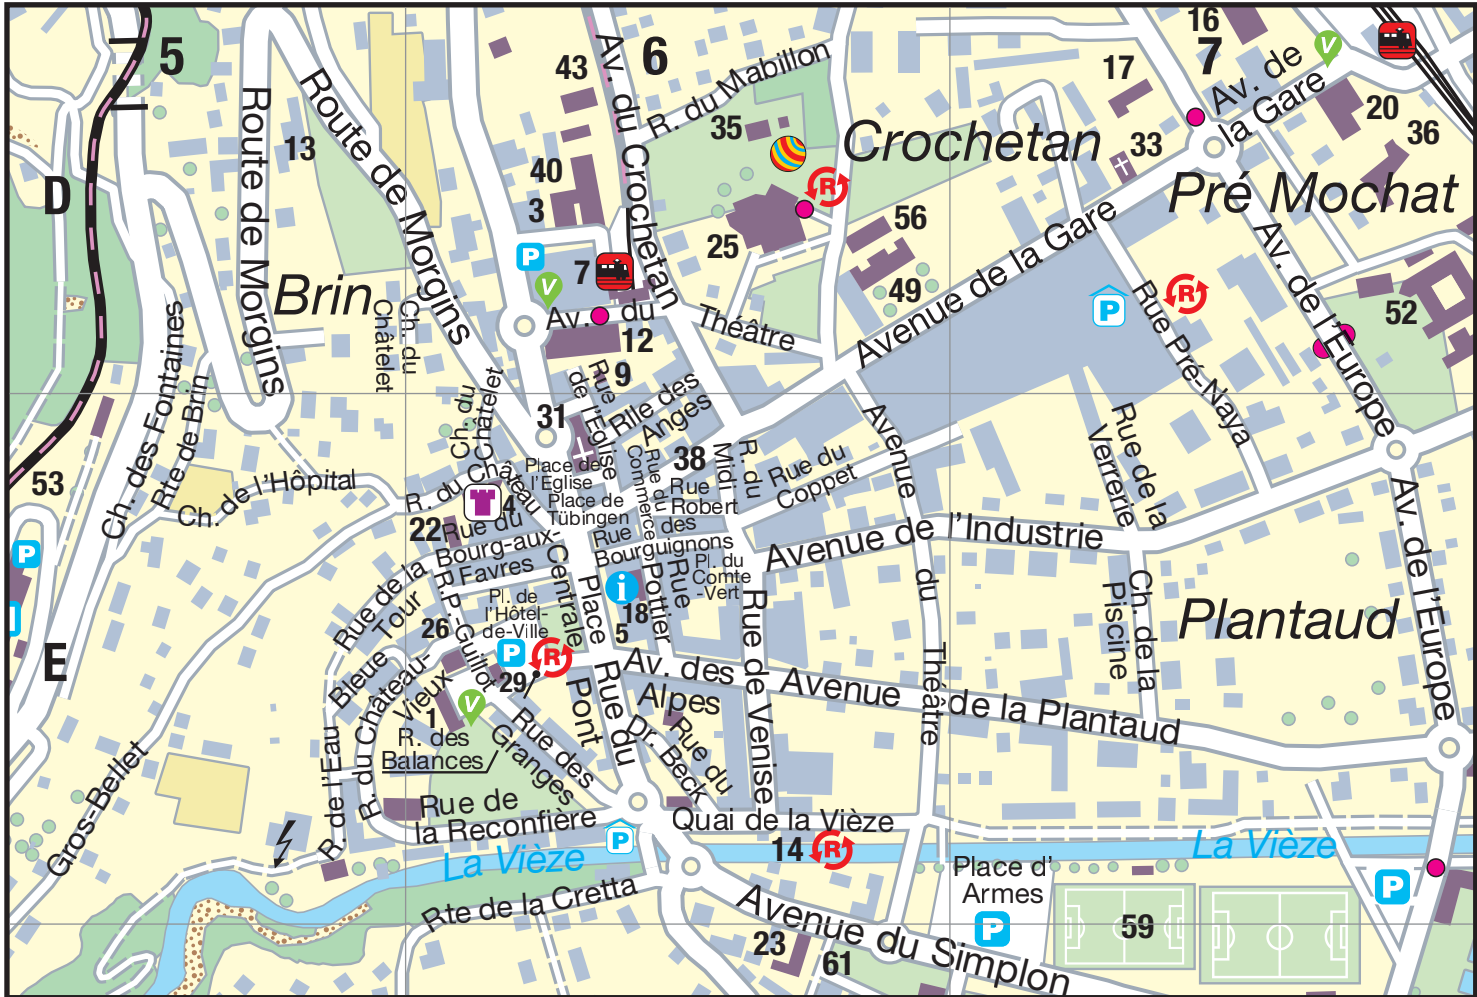 5
6
7
D
E
16
17
43
13
35
40
3
7
25
56
49
33
20
36
52
12
9
31
38
4
22
53
26
18
5
29
1
14
23
61
59
Av. du Crochetan
R. du Mabillon
Crochetan
Av. de
la Gare
Pré Mochat
Route de Morgins
Route de Morgins
Brin
Ch. du
Châtelet
Ch. du
Châtelet
Av. du
Théâtre
Avenue de la Gare
Rue Pré-Naya
Av. de l'Europe
Ch. des Fontaines
Rte de Brin
Ch. de l'Hôpital
R. du Château
Rue
de l'Eglise
Rlle des
Anges
Place de
l'Eglise
Place de
Tübingen
Rue du
Commerce
R. du
Midi
Rue
Robert
Rue du
Coppet
Rue des
Bourguignons
Pl. du
Comte
-Vert
Rue
Pottier
Avenue du Théâtre
Avenue de l'Industrie
Rue de la
Verrerie
Ch. de la
Piscine
Plantaud
Av. de l'Europe
Rue du
Bourg-aux-
Favres
Rue de la
Tour
Bleue
R.P.-Guillot
Pl. de
l'Hôtel-
de-Ville
Place Centrale
Rue du
Pont
Av. des
Alpes
Avenue de la Plantaud
Rue de Venise
Rue du
Dr. Beck
R. du Château-
Vieux
R. des
Balances
Rue des
Granges
R. de l'Eau
Rue de
la Reconfière
Gros-Bellet
Quai de la Vièze
La Vièze
La Vièze
Rte de la Cretta
Avenue du Simplon
Place d'
Armes
P
P
P
P
P
P
P
R
R
R
R
V
V
V
i